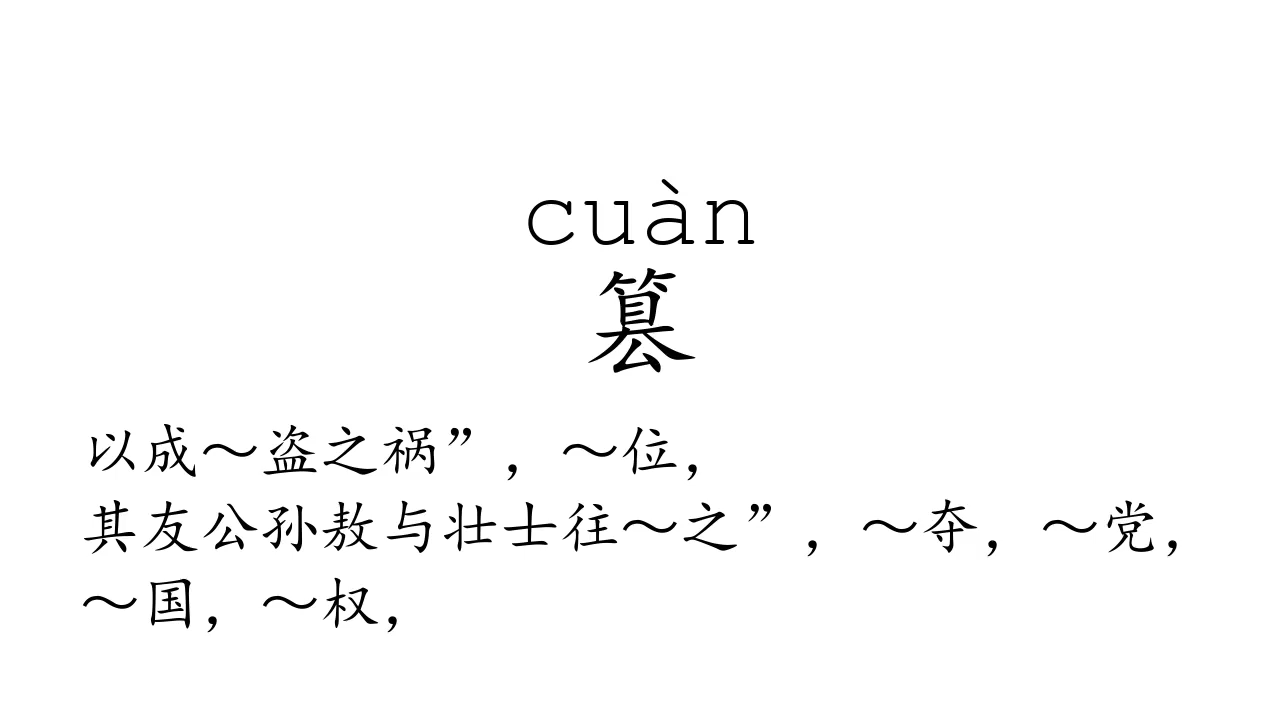 cuàn
篡
以成～盗之祸”，～位，
其友公孙敖与壮士往～之”，～夺，～党，
～国，～权，